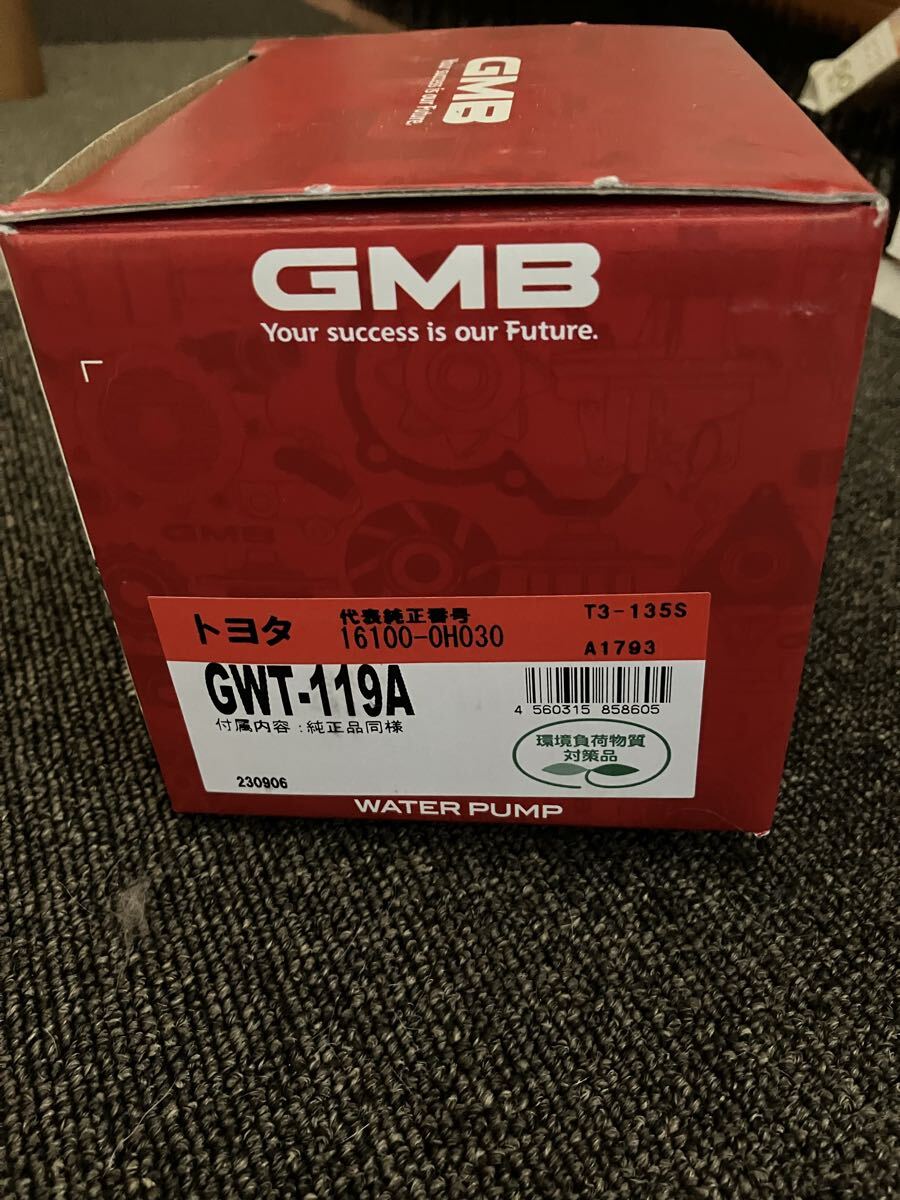 GMB
Your success is our Future.
GMB
Your success is our Future.
GMB
トヨタ
代表純正番号
16100-0H030
T3-135S
A1793
GWT-119A
付属内容:純正品同様
4 560315 858605
環境負荷物質
対策品
230906
WATER PUMP